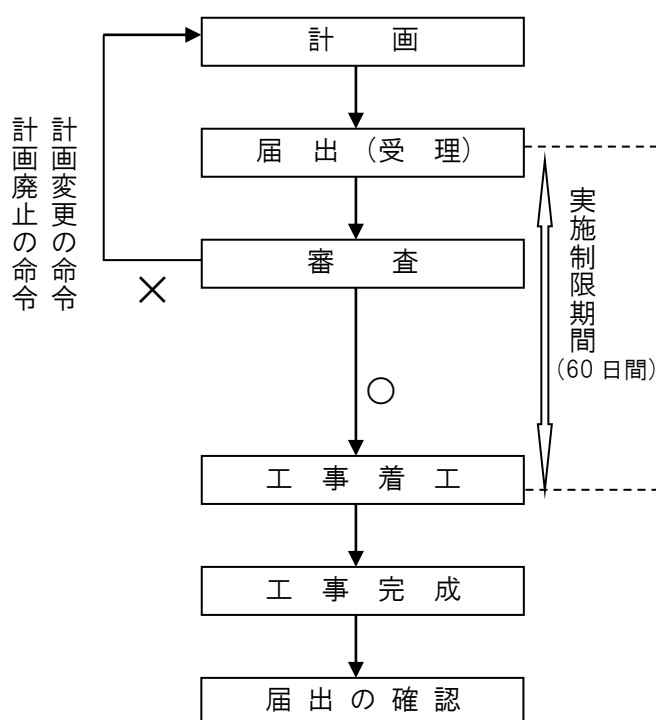 計画
届出（受理）
計画変更の命令
計画廃止の命令
審査
×
実施制限期間
（60日間）
○
工事着工
工事完成
届出の確認